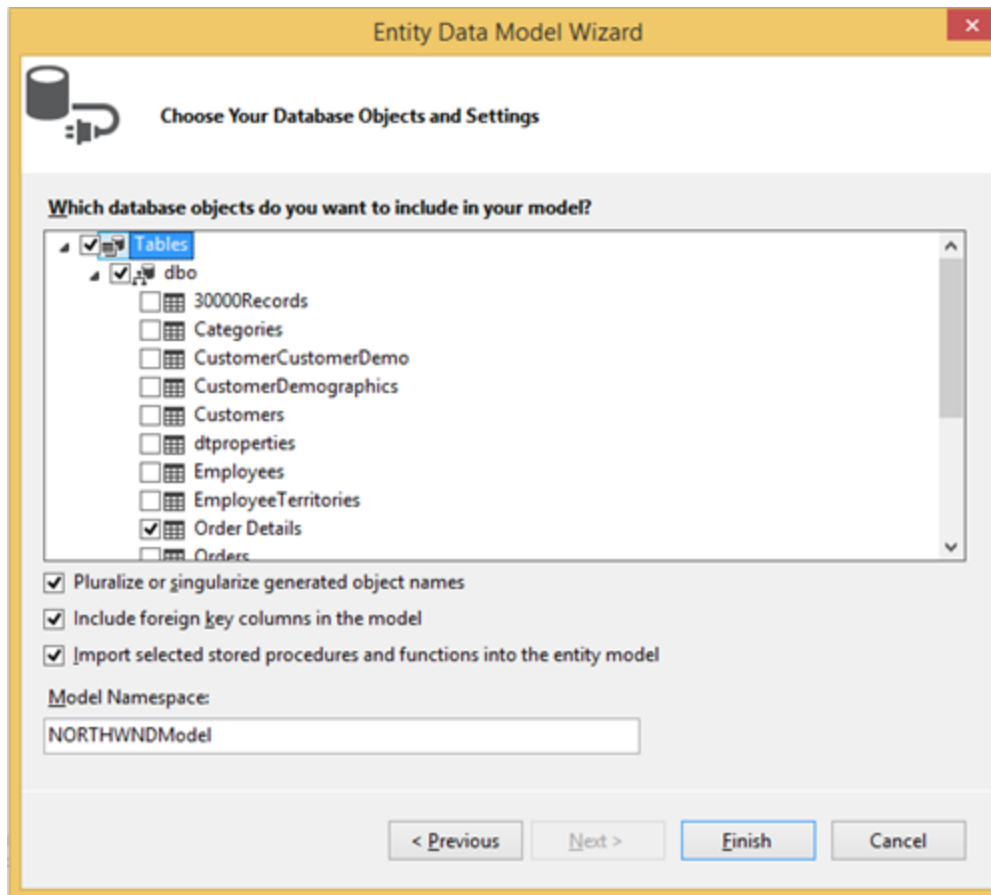 Entity Data Model Wizard
Choose Your Database Objects and Settings
Which database objects do you want to include in your model?
Tables
dbo
30000Records
Categories
CustomerCustomerDemo
CustomerDemographics
Customers
dtproperties
Employees
EmployeeTerritories
Order Details
Orders
Pluralize or singularize generated object names
Include foreign key columns in the model
Import selected stored procedures and functions into the entity model
Model Namespace:
NORTHWNDModel
< Previous Next > Finish Cancel